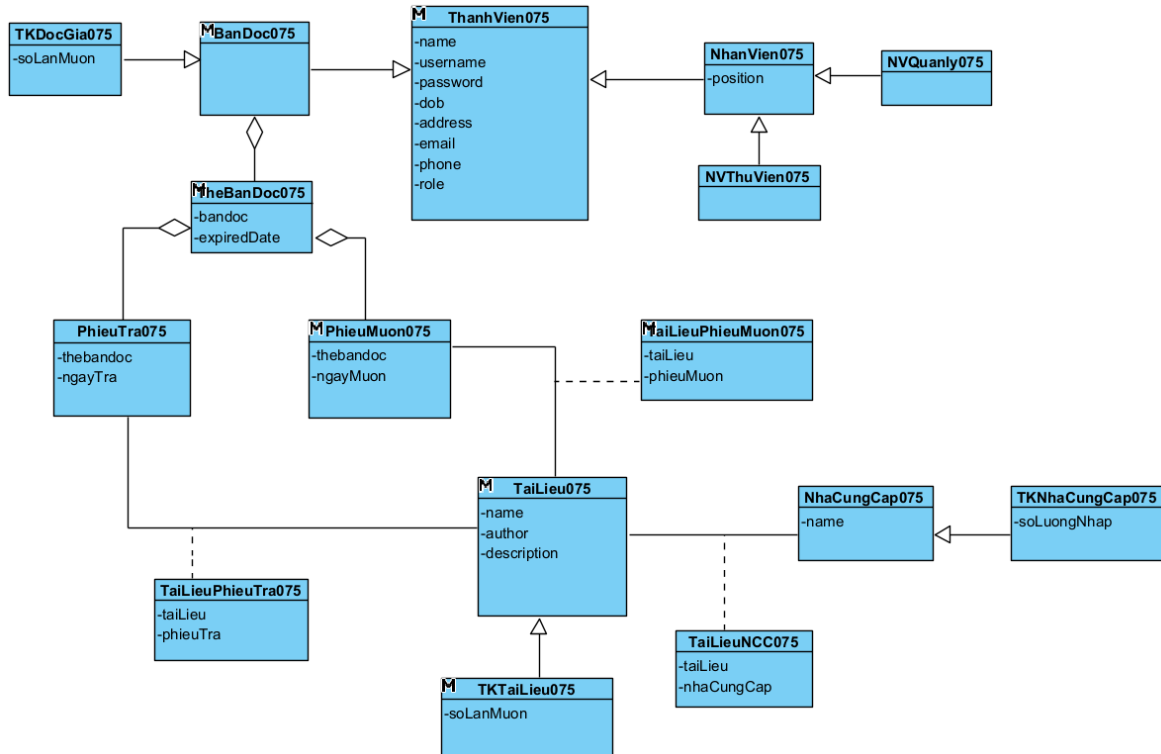 TKDocGia075
-soLanMuon
M
BanDoc075
M
ThanhVien075
-name
-username
-password
-dob
-address
-email
-phone
-role
NhanVien075
-position
NVQuanly075
NVThuVien075
M
TheBanDoc075
-bandoc
-expiredDate
PhieuTra075
-thebandoc
-ngayTra
M
PhieuMuon075
-thebandoc
-ngayMuon
M
TaiLieuPhieuMuon075
-taiLieu
-phieuMuon
M
TaiLieu075
-name
-author
-description
NhaCungCap075
-name
TKNhaCungCap075
-soLuongNhap
TaiLieuPhieuTra075
-taiLieu
-phieuTra
TaiLieuNCC075
-taiLieu
-nhaCungCap
M
TKTaiLieu075
-soLanMuon